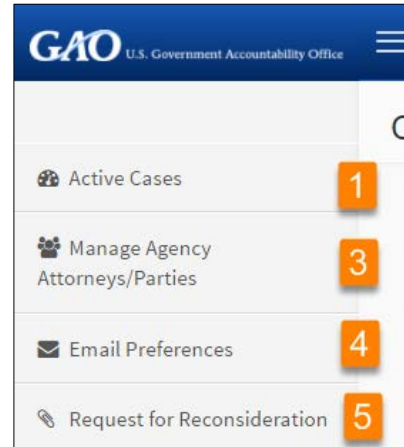 GAO U.S. Government Accountability Office
Active Cases 1
Manage Agency
Attorneys/Parties 3
Email Preferences 4
Request for Reconsideration 5